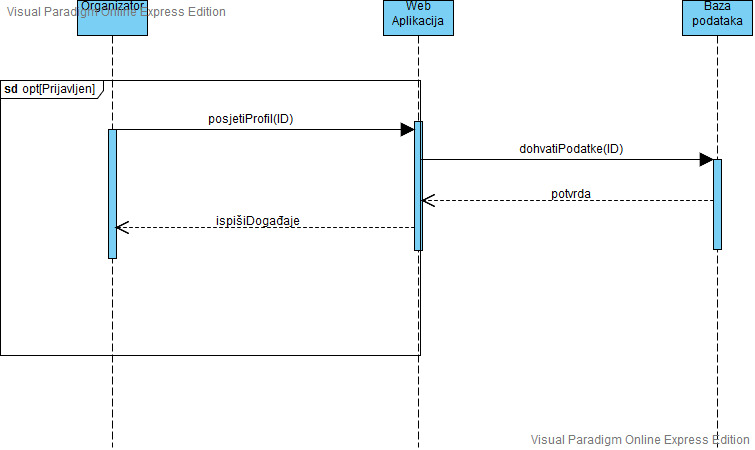 Visual Paradigm Online Express Edition
Organizator
Web
Aplikacija
Baza
podataka
sd opt[Prijavljen]
posjetiProfil(ID)
dohvatiPodatke(ID)
potvrda
ispišiDogađaje
Visual Paradigm Online Express Edition